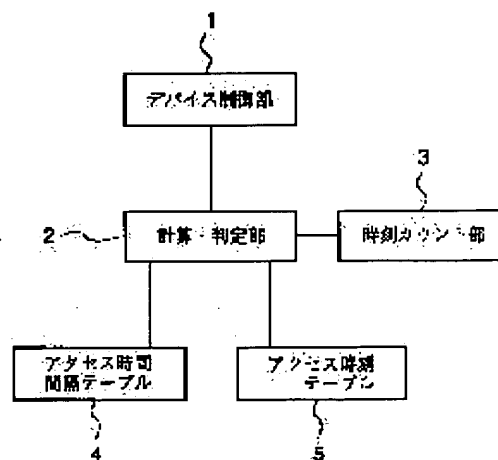 1
デバイス制御部
3
2
計算・判定部
時刻カウント部
アクセス時間
間隔テーブル
アクセス時刻
テーブル
4
5